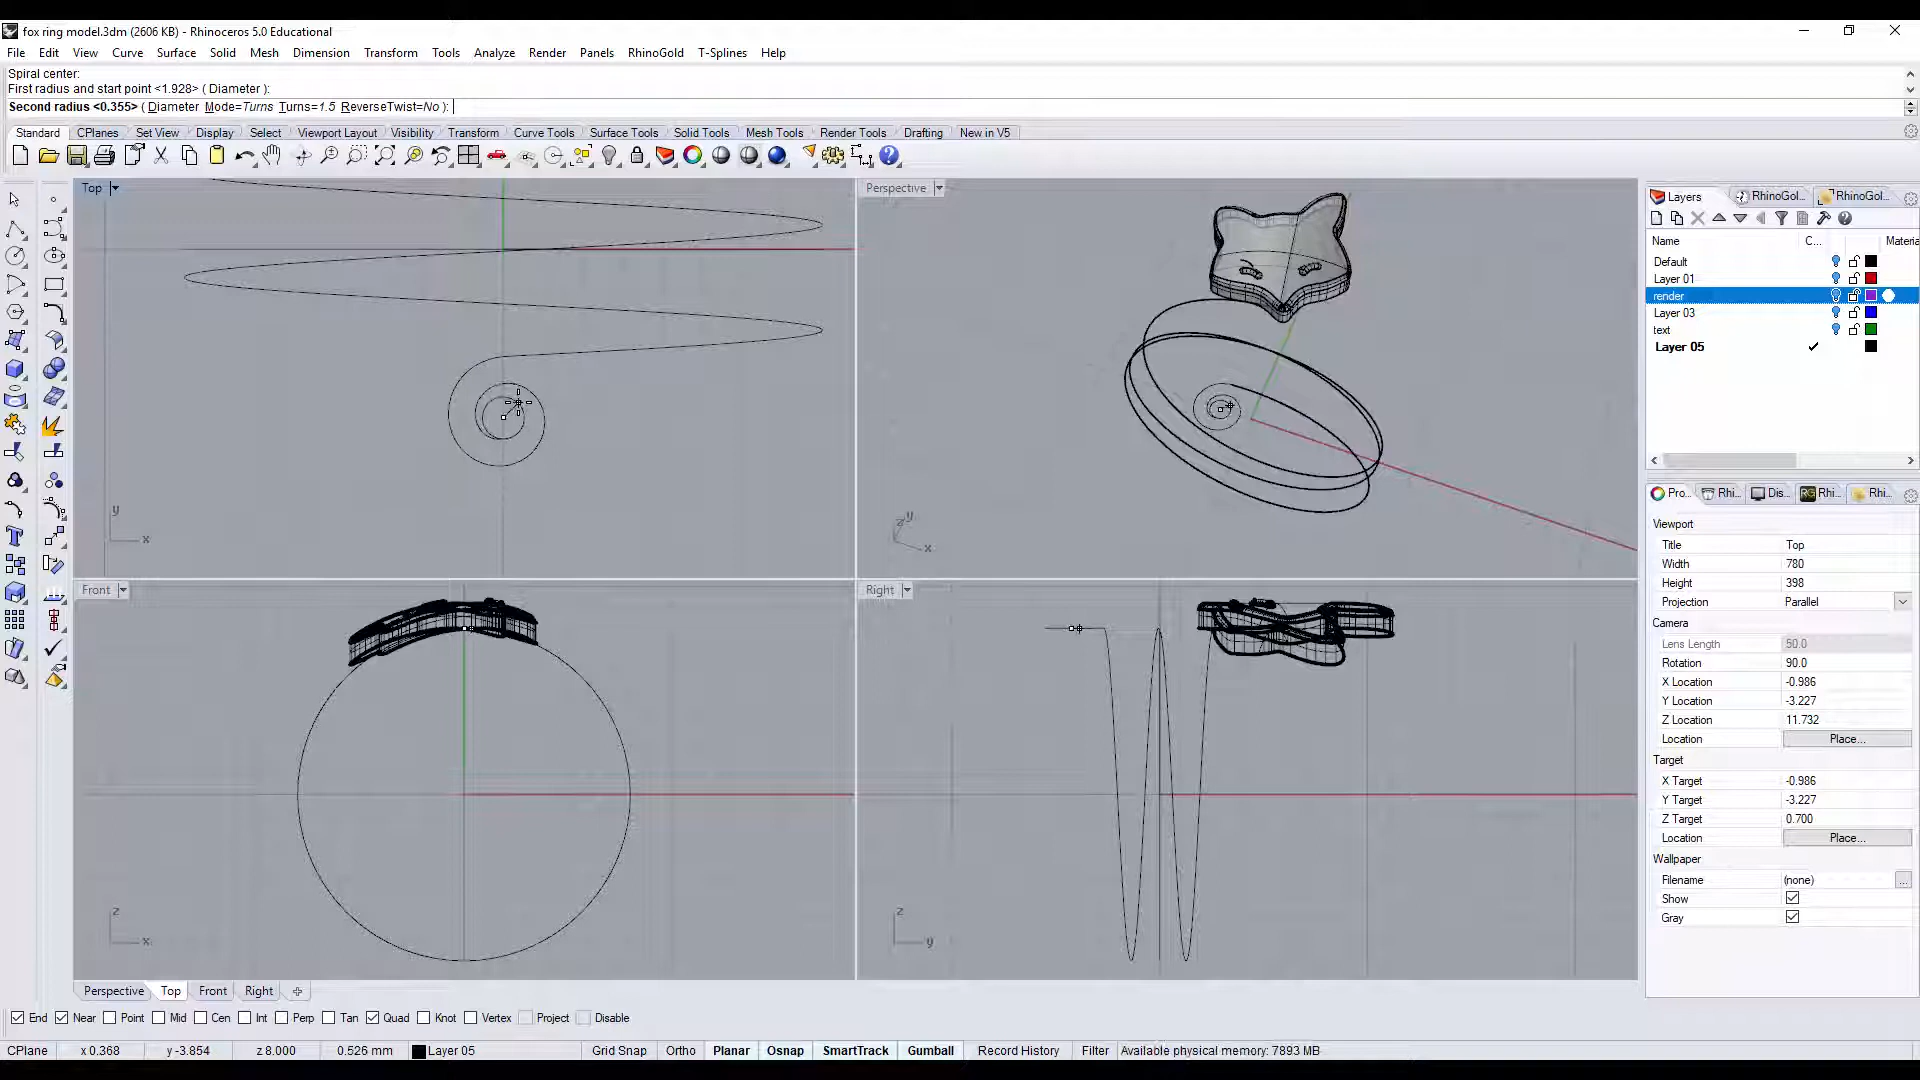 fox ring model.3dm (2606 KB) - Rhinoceros 5.0 Educational
File Edit View Curve Surface Solid Mesh Dimension Transform Tools Analyze Render Panels RhinoGold T-Splines Help
Spiral center:
First radius and start point <1.928> ( Diameter ):
Second radius <0.355> ( Diameter Mode=Turns Turns=1.5 ReverseTwist=No ):
Standard CPlanes Set View Display Select Viewport Layout Visibility Transform Curve Tools Surface Tools Solid Tools Mesh Tools Render Tools Drafting New in V5
Top
y
x
Perspective
y
z
x
Front
z
x
Right
z
y
Layers RhinoGol... RhinoGol...
Name C... Materia
Default
Layer 01
render
Layer 03
text
Layer 05
Pro... Rhi... Dis... Rhi... Rhi...
Viewport
Title Top
Width 780
Height 398
Projection Parallel
Camera
Lens Length 50.0
Rotation 90.0
X Location -0.986
Y Location -3.227
Z Location 11.732
Location Place...
Target
X Target -0.986
Y Target -3.227
Z Target 0.700
Location Place...
Wallpaper
Filename (none) ...
Show
Gray
Perspective Top Front Right
End Near Point Mid Cen Int Perp Tan Quad Knot Vertex Project Disable
CPlane x 0.368 y -3.854 z 8.000 0.526 mm Layer 05 Grid Snap Ortho Planar Osnap SmartTrack Gumball Record History Filter Available physical memory: 7893 MB